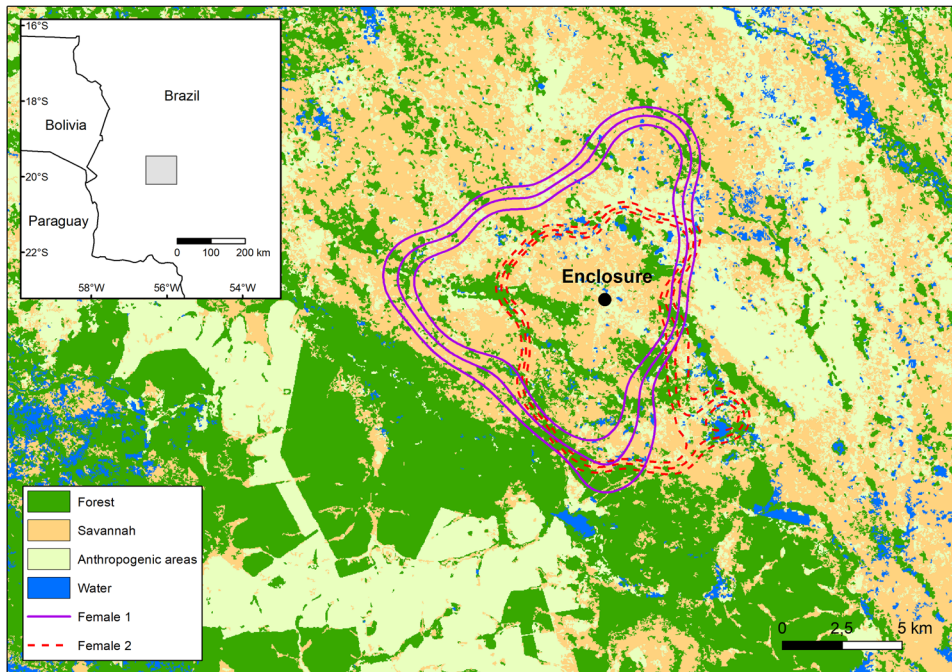 16°S
18°S
20°S
22°S
58°W 56°W 54°W
Brazil
Bolivia
Paraguay
0 100 200 km
Enclosure
Forest
Savannah
Anthropogenic areas
Water
Female 1
Female 2
0 2.5 5 km